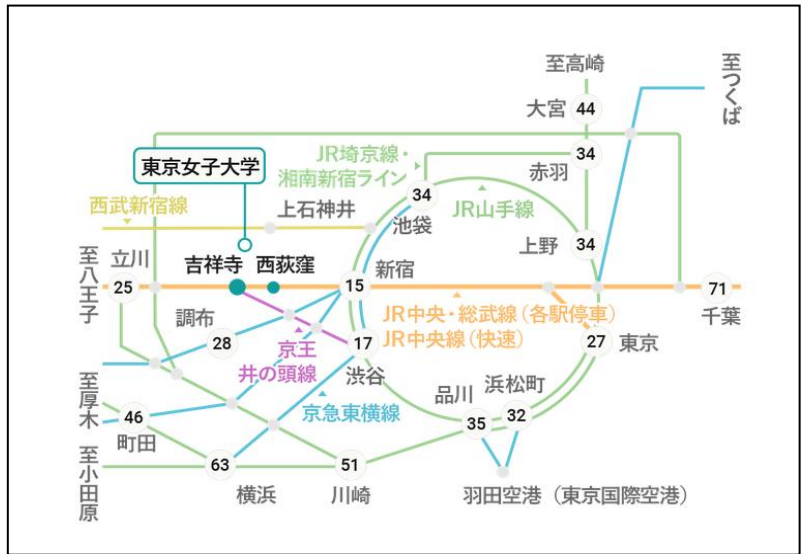 至高崎
大宮
44
至つくば
東京女子大学
JR埼京線・
湘南新宿ライン
34
赤羽
34
池袋
JR山手線
西武新宿線
上石神井
上野
34
至八王子
立川
25
吉祥寺
西荻窪
新宿
15
JR中央・総武線(各駅停車)
JR中央線(快速)
71
千葉
調布
28
京王
井の頭線
17
渋谷
27
東京
至厚木
46
町田
京急東横線
品川
35
浜松町
32
至小田原
63
横浜
51
川崎
羽田空港(東京国際空港)